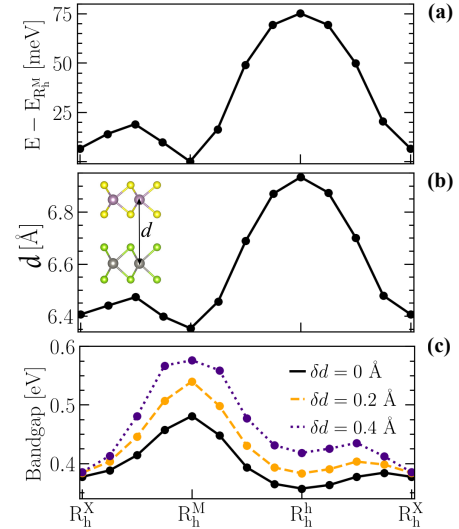 (a)
E − E_{R_h^M} [meV]
75
50
25
(b)
d [Å]
6.8
6.6
6.4
d
(c)
Bandgap [eV]
0.6
0.5
0.4
δd = 0 Å
δd = 0.2 Å
δd = 0.4 Å
R_h^X R_h^M R_h^h R_h^X